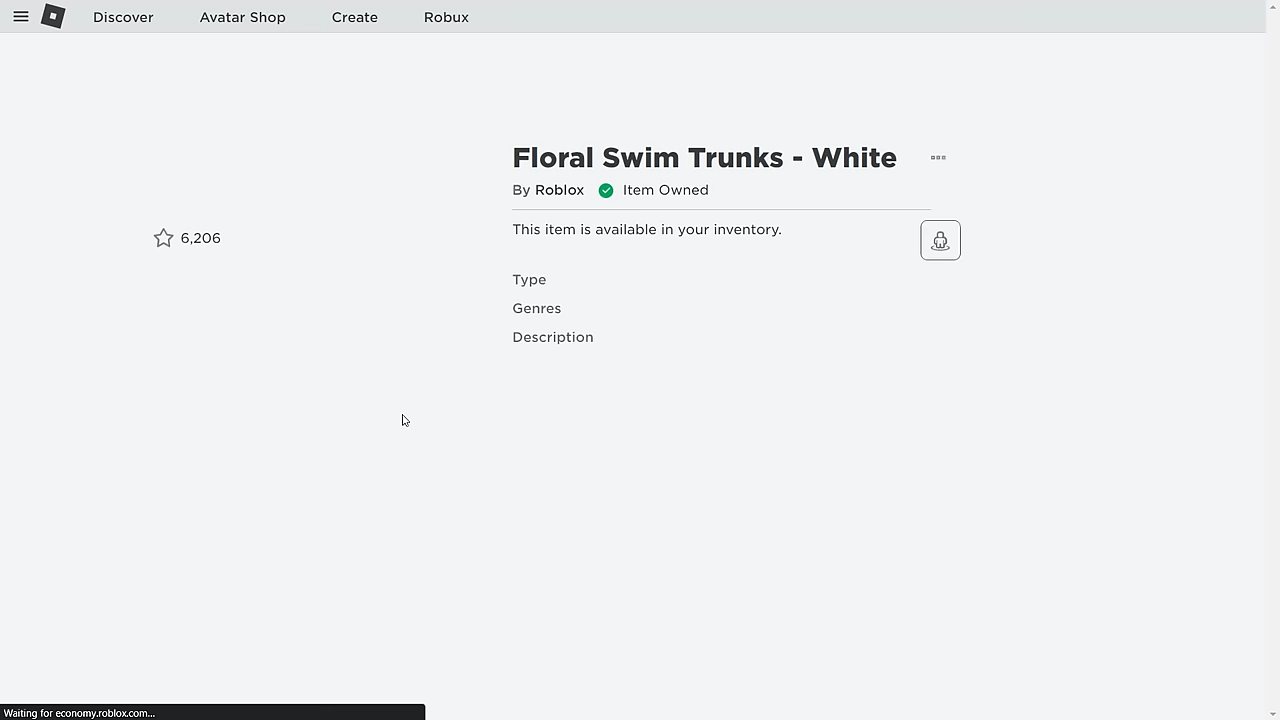 Discover Avatar Shop Create Robux
Floral Swim Trunks - White
By Roblox Item Owned
This item is available in your inventory.
6,206
Type
Genres
Description
Waiting for economy.roblox.com...